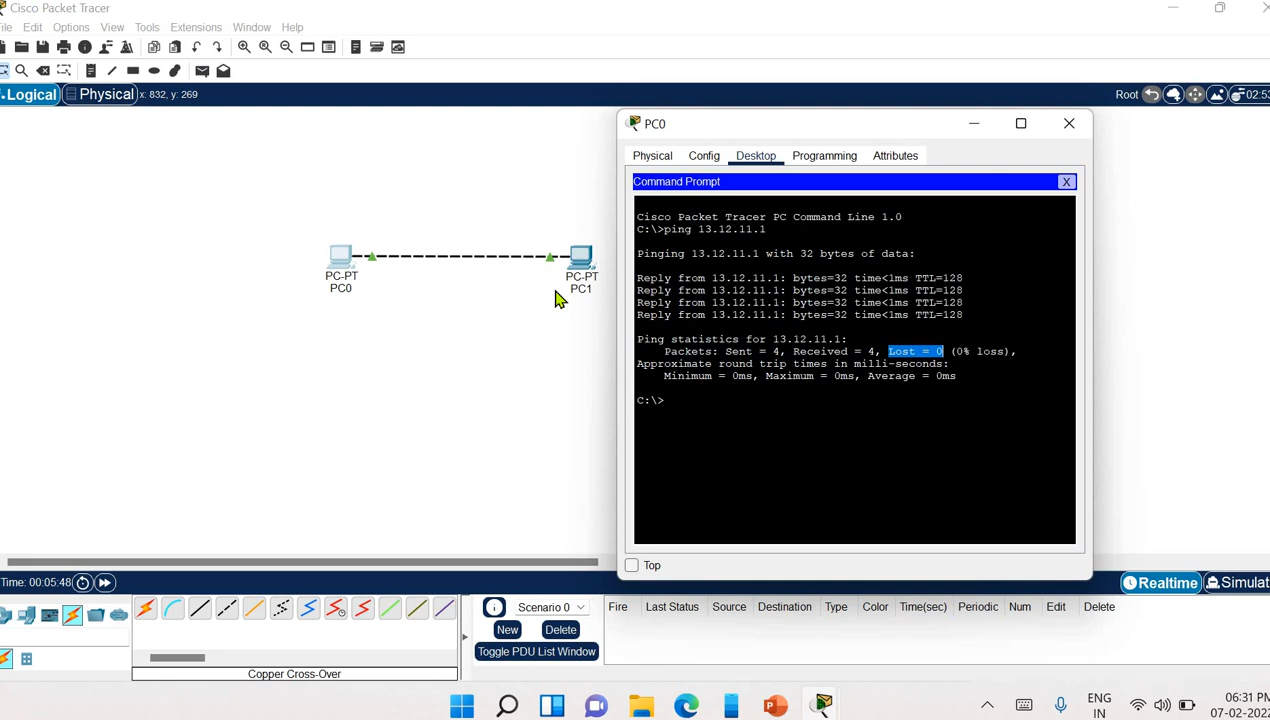 Cisco Packet Tracer
File Edit Options View Tools Extensions Window Help
Logical Physical x: 832, y: 269
Root
PC0
Physical Config Desktop Programming Attributes
Command Prompt X
Cisco Packet Tracer PC Command Line 1.0
C:\>ping 13.12.11.1
Pinging 13.12.11.1 with 32 bytes of data:
Reply from 13.12.11.1: bytes=32 time<1ms TTL=128
Reply from 13.12.11.1: bytes=32 time<1ms TTL=128
Reply from 13.12.11.1: bytes=32 time<1ms TTL=128
Reply from 13.12.11.1: bytes=32 time<1ms TTL=128
Ping statistics for 13.12.11.1:
Packets: Sent = 4, Received = 4, Lost = 0 (0% loss),
Approximate round trip times in milli-seconds:
Minimum = 0ms, Maximum = 0ms, Average = 0ms
C:\>
Top
PC-PT
PC0
PC-PT
PC1
Time: 00:05:48
Realtime
Copper Cross-Over
Scenario 0
New Delete
Toggle PDU List Window
Fire Last Status Source Destination Type Color Time(sec) Periodic Num Edit Delete
ENG
IN
06:31
07-02-202